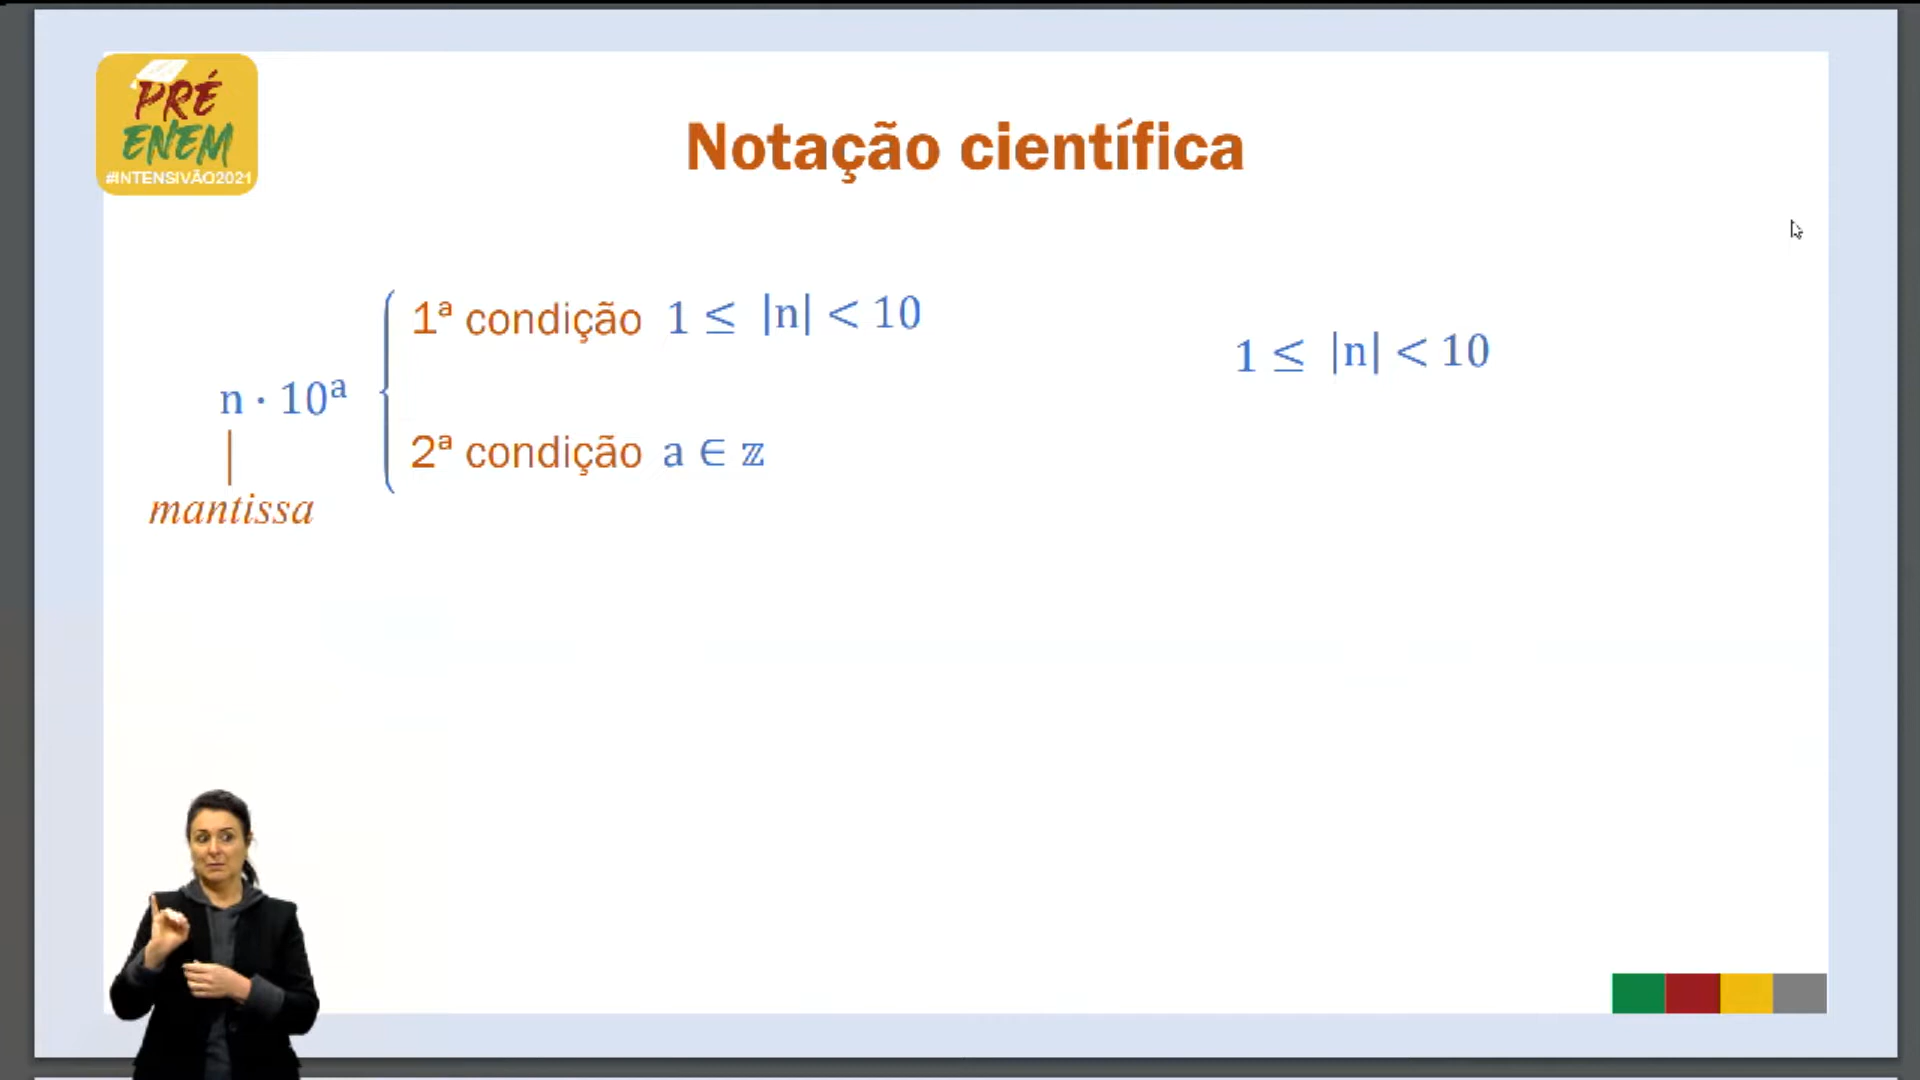 PRÉ
ENEM
#INTENSIVÃO2021
Notação científica
1ª condição 1 ≤ |n| < 10
1 ≤ |n| < 10
n · 10ᵃ
2ª condição a ∈ ℤ
mantissa